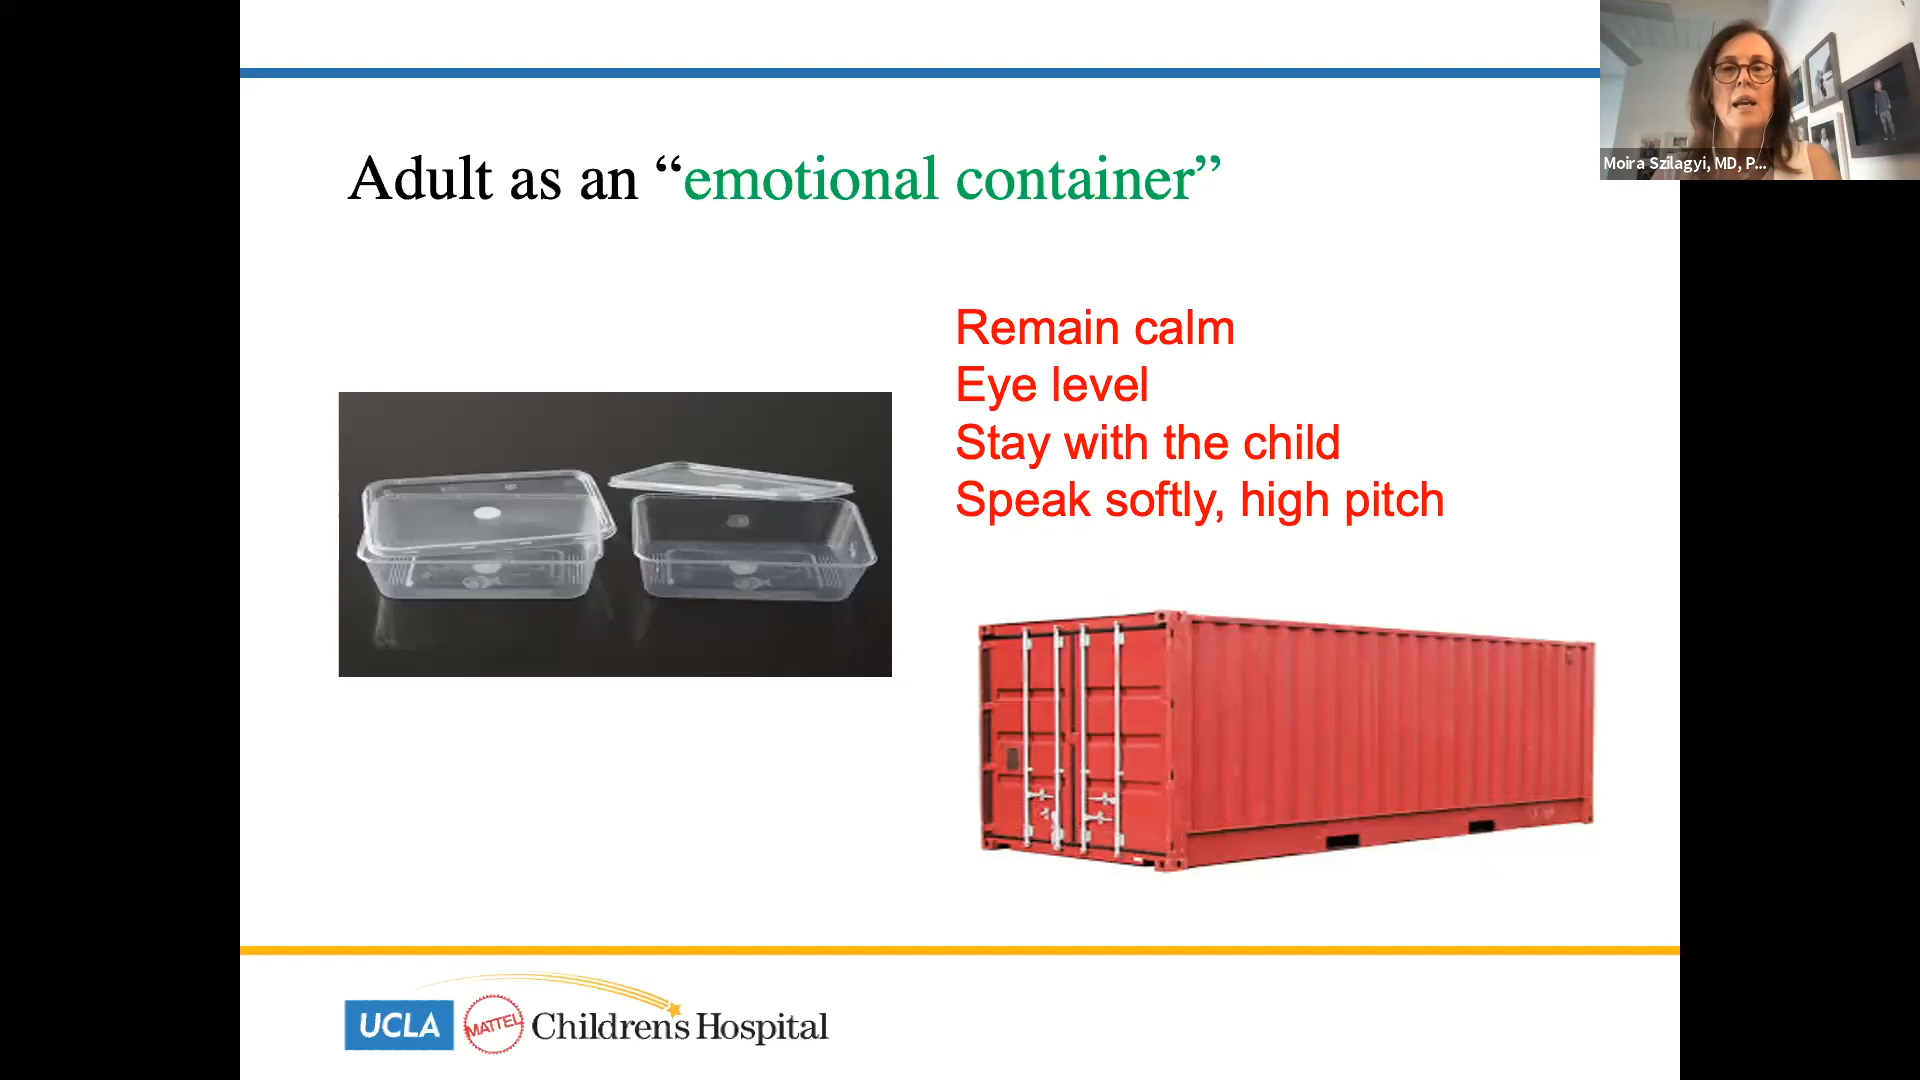 Moira Szilagyi, MD, P...
Adult as an “emotional container”
Remain calm
Eye level
Stay with the child
Speak softly, high pitch
UCLA MATTEL Children's Hospital